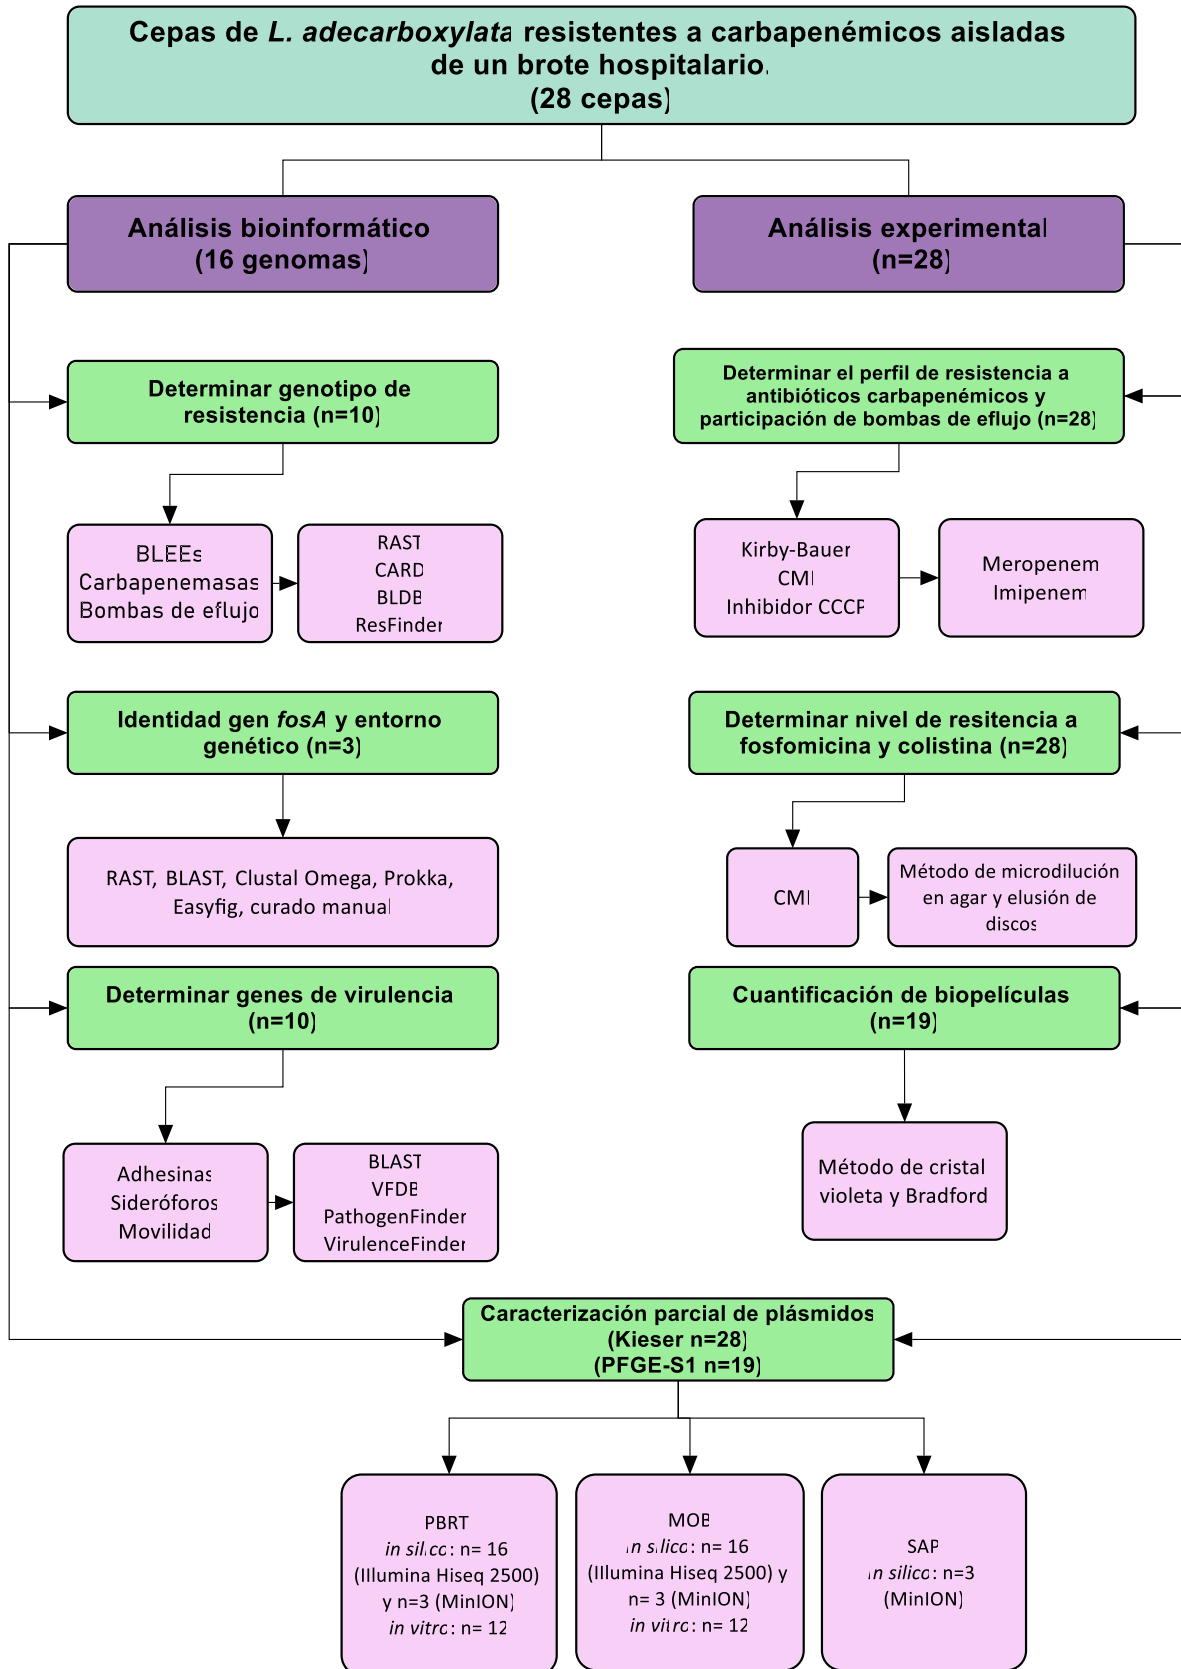 Cepas de L. adecarboxylata resistentes a carbapenémicos aisladas
de un brote hospitalario.
(28 cepas)
Análisis bioinformático
(16 genomas)
Análisis experimental
(n=28)
Determinar genotipo de
resistencia (n=10)
Determinar el perfil de resistencia a
antibióticos carbapenémicos y
participación de bombas de eflujo (n=28)
BLEEs
Carbapenemasas
Bombas de eflujo
RAST
CARD
BLDB
ResFinder
Kirby-Bauer
CMI
Inhibidor CCCP
Meropenem
Imipenem
Identidad gen fosA y entorno
genético (n=3)
Determinar nivel de resitencia a
fosfomicina y colistina (n=28)
RAST, BLAST, Clustal Omega, Prokka,
Easyfig, curado manual
CMI
Método de microdilución
en agar y elusión de
discos
Determinar genes de virulencia
(n=10)
Cuantificación de biopelículas
(n=19)
Adhesinas
Sideróforos
Movilidad
BLAST
VFDB
PathogenFinder
VirulenceFinder
Método de cristal
violeta y Bradford
Caracterización parcial de plásmidos
(Kieser n=28)
(PFGE-S1 n=19)
PBRT
in silico: n= 16
(Illumina Hiseq 2500)
y n=3 (MinION)
in vitro: n= 12
MOB
in silico: n= 16
(Illumina Hiseq 2500) y
n= 3 (MinION)
in vitro: n= 12
SAP
in silico: n=3
(MinION)